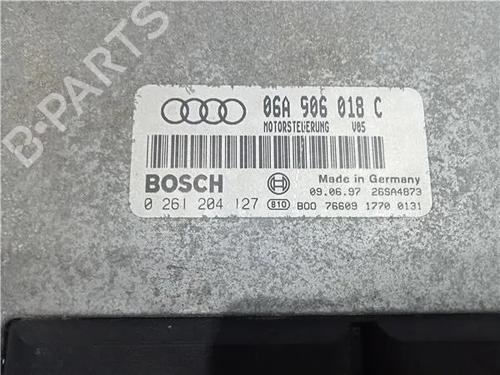 06A 906 018 C
MOTORSTEUERUNG V05
BOSCH
Made in Germany
09.06.97 26SA4873
0 261 204 127 810 BOO 76609 1770 0131
B-PARTS